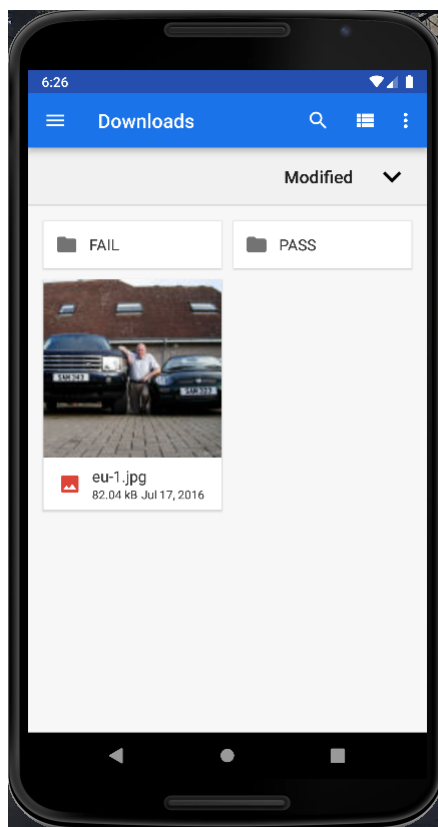 6:26
Downloads
Modified
FAIL
PASS
eu-1.jpg
82.04 kB Jul 17, 2016